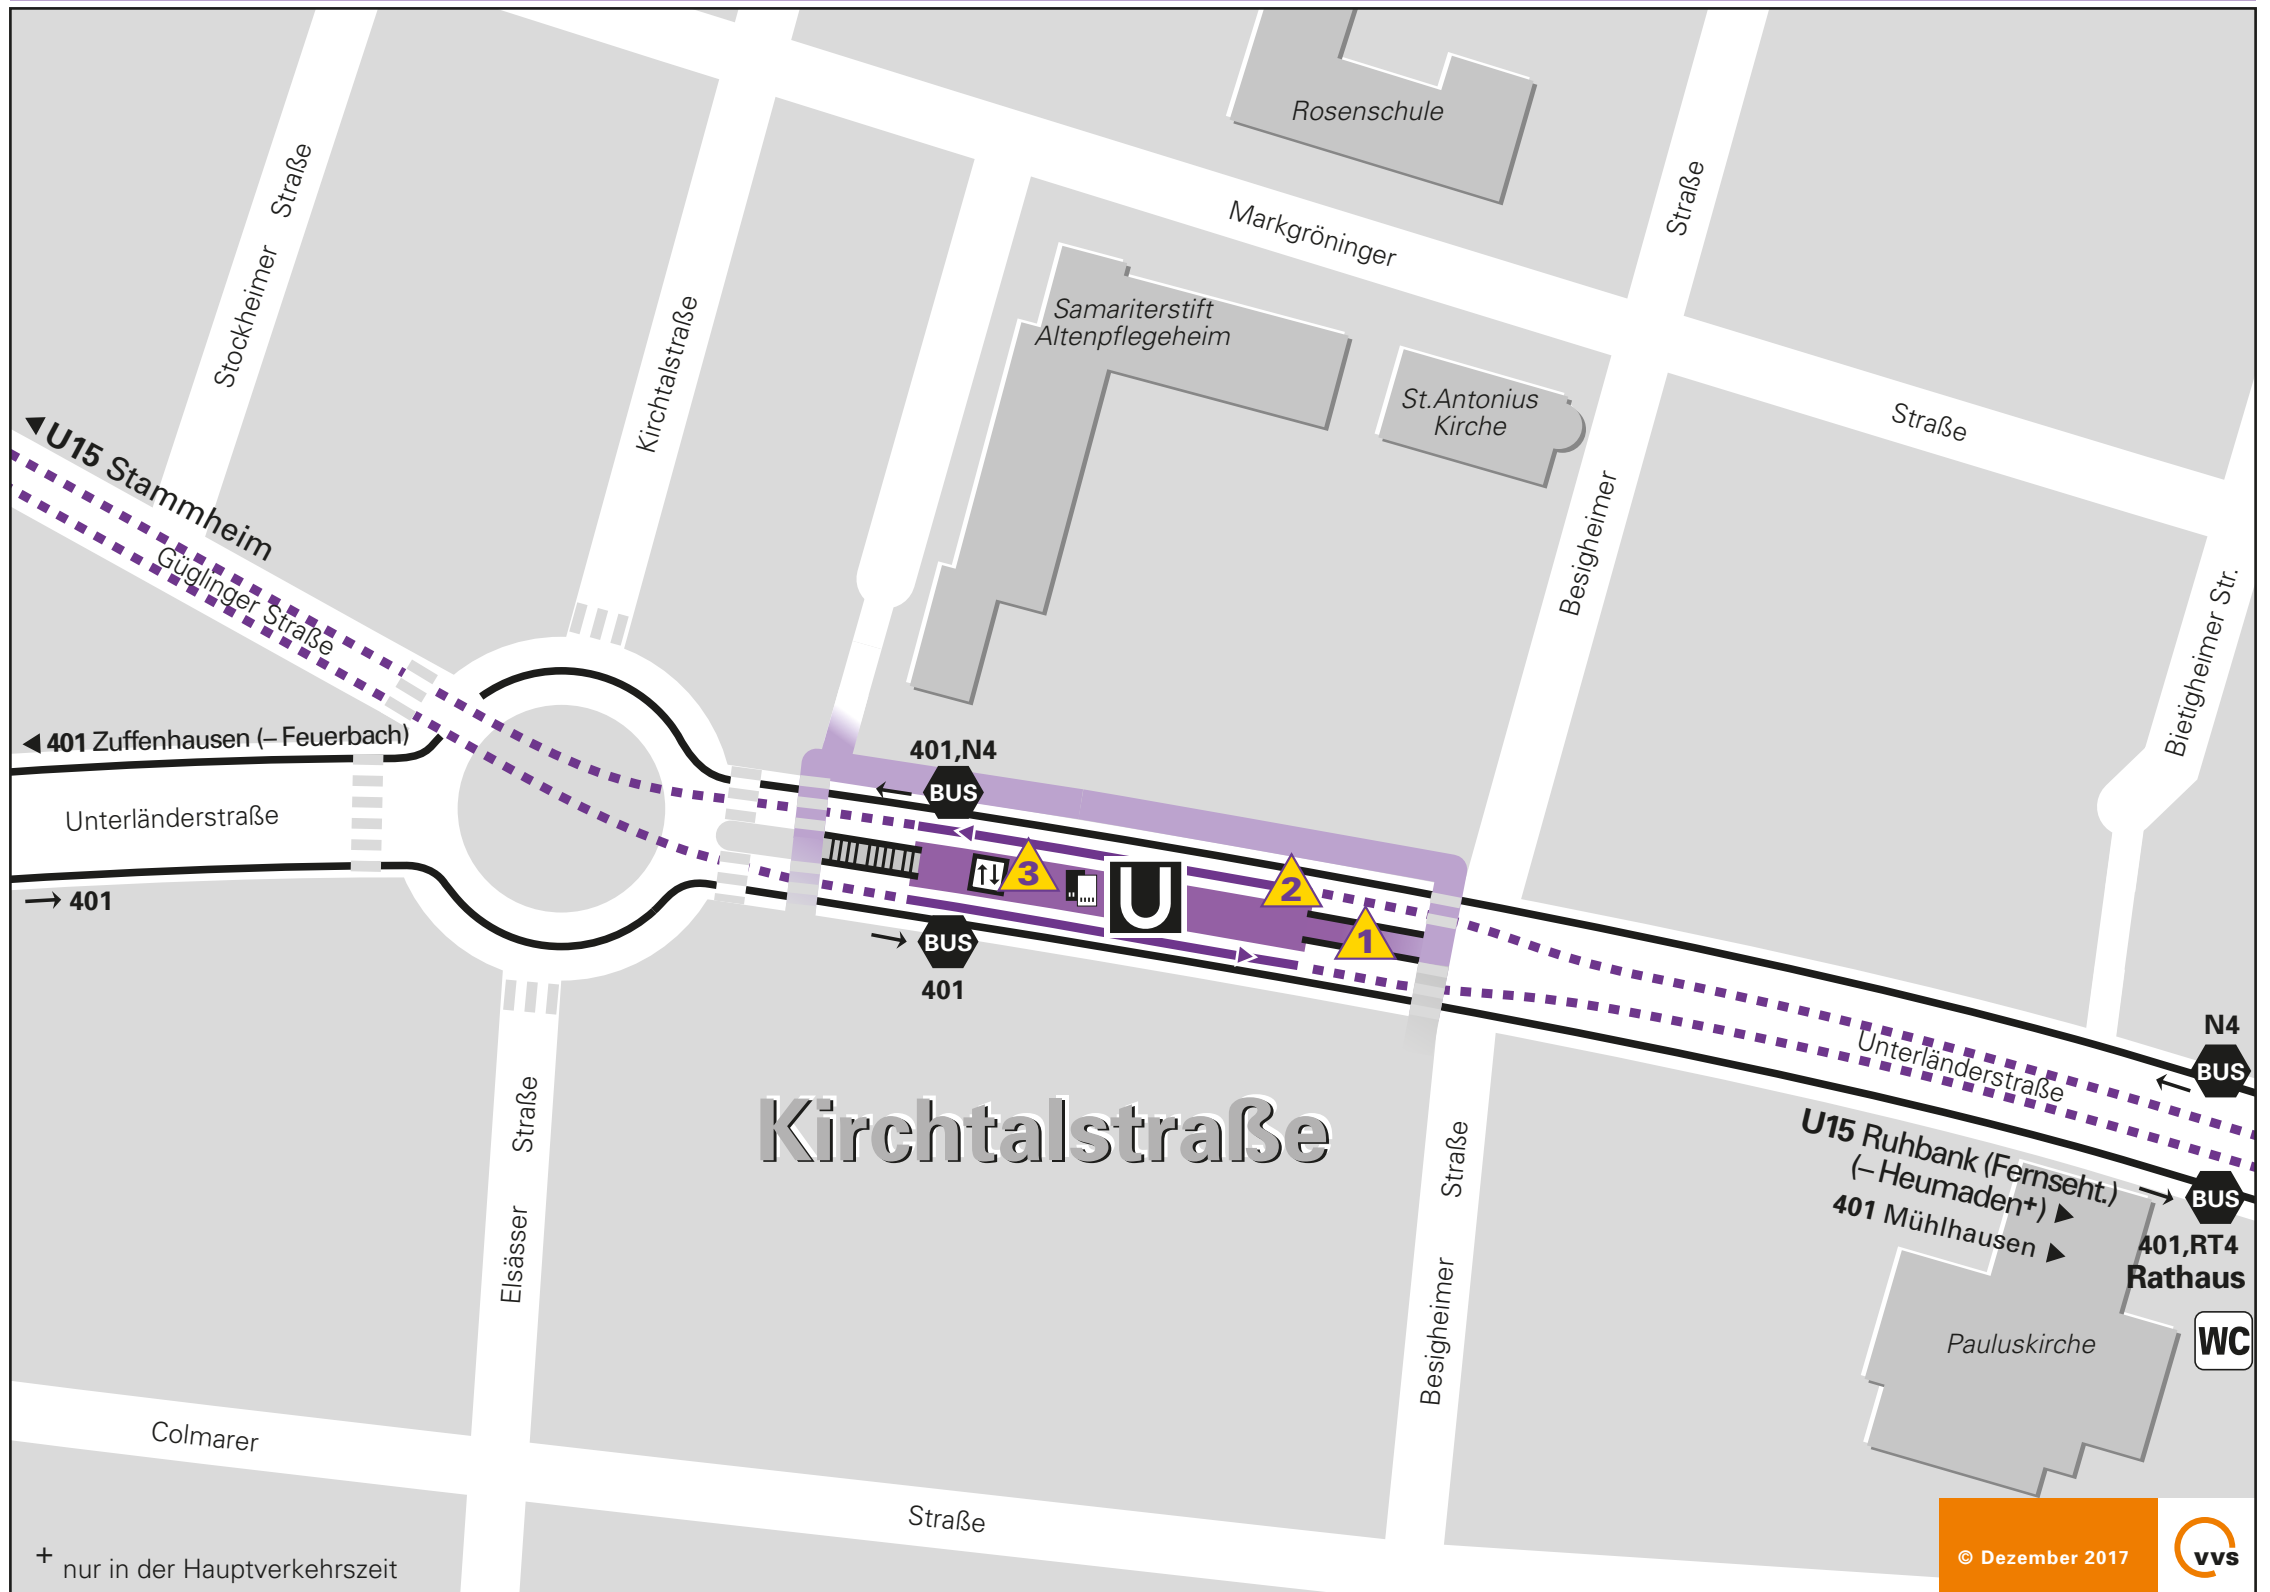 Rosenschule
Straße
Straße
Markgröninger
Stockheimer
Kirchtalstraße
Samariterstift
Altenpflegeheim
St.Antonius
Kirche
Straße
U15 Stammheim
Güglinger Straße
Besigheimer
Bietigheimer Str.
401 Zuffenhausen (– Feuerbach)
401,N4
BUS
Unterländerstraße
401
3
U
2
1
BUS
401
N4
BUS
Unterländerstraße
Kirchtalstraße
U15 Ruhbank (Fernseht.)
(– Heumaden+)
401 Mühlhausen
BUS
401,RT4
Rathaus
Straße
Elsässer
Straße
Besigheimer
Pauluskirche
WC
Colmarer
Straße
+ nur in der Hauptverkehrszeit
© Dezember 2017
vvs